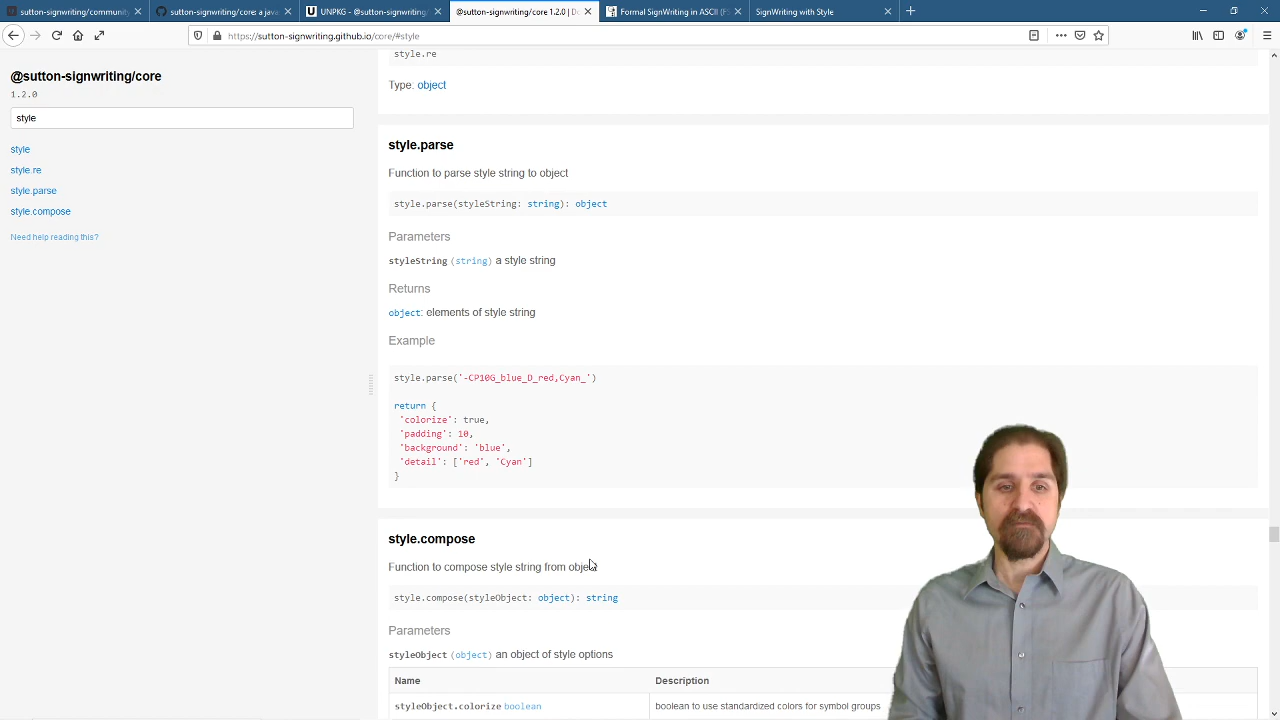 sutton-signwriting/community
sutton-signwriting/core: a java
UNPKG - @sutton-signwriting/
@sutton-signwriting/core 1.2.0 | D
Formal SignWriting in ASCII (F
SignWriting with Style
https://sutton-signwriting.github.io/core/#style
@sutton-signwriting/core
1.2.0
style
style
style.re
style.parse
style.compose
Need help reading this?
style.re
Type: object
style.parse
Function to parse style string to object
style.parse(styleString: string): object
Parameters
styleString (string) a style string
Returns
object: elements of style string
Example
style.parse('-CP10G_blue_D_red,Cyan_')
return {
'colorize': true,
'padding': 10,
'background': 'blue',
'detail': ['red', 'Cyan']
}
style.compose
Function to compose style string from object
style.compose(styleObject: object): string
Parameters
styleObject (object) an object of style options
Name Description
styleObject.colorize boolean boolean to use standardized colors for symbol groups